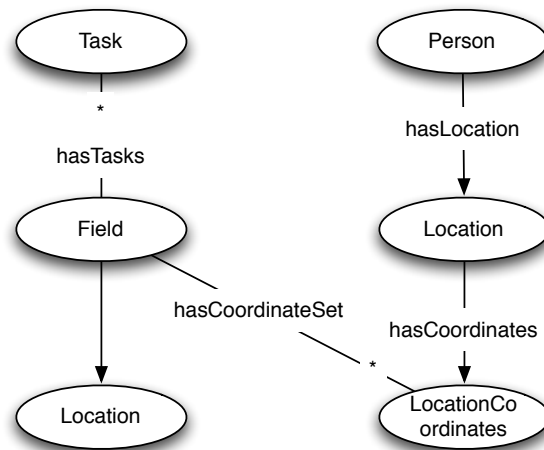 Task
Person
*
hasLocation
hasTasks
Field
Location
hasCoordinateSet
hasCoordinates
*
Location
LocationCo
ordinates